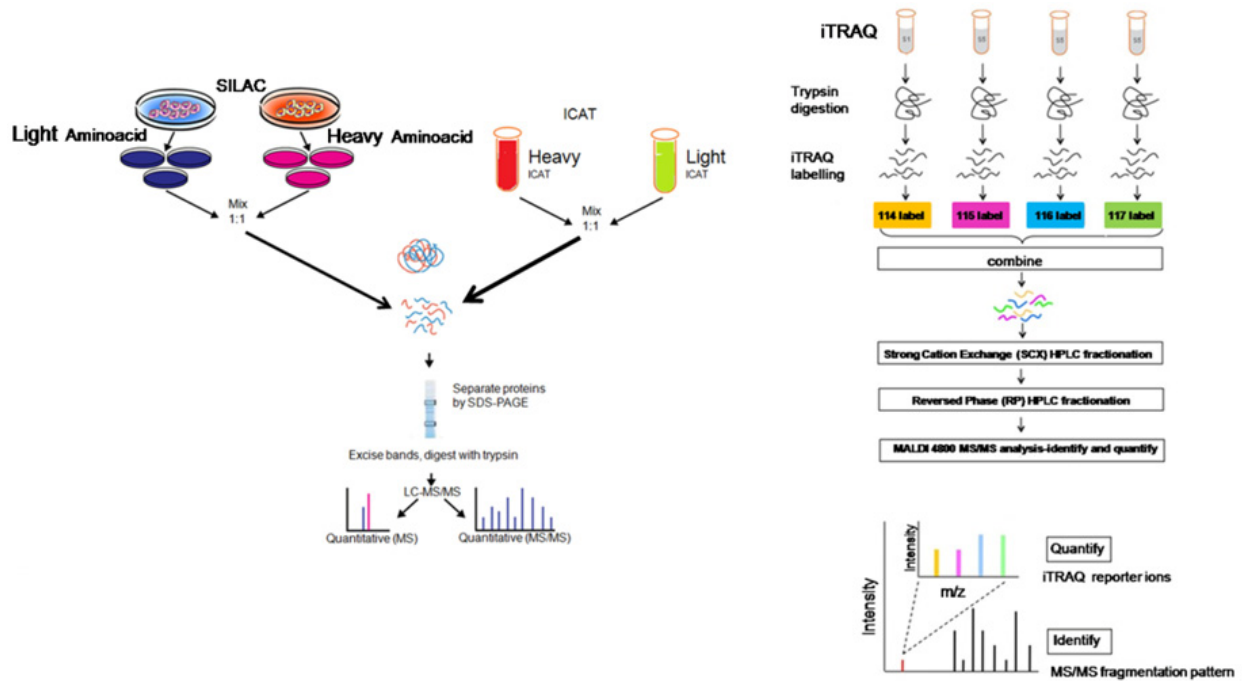 SILAC
Light Aminoacid
Heavy Aminoacid
Mix
1:1
ICAT
Heavy
ICAT
Light
ICAT
Mix
1:1
Separate proteins
by SDS-PAGE
Excise bands, digest with trypsin
LC-MS/MS
Quantitative (MS)
Quantitative (MS/MS)
iTRAQ
S1
S5
S5
S5
Trypsin
digestion
iTRAQ
labelling
114 label
115 label
116 label
117 label
combine
Strong Cation Exchange (SCX) HPLC fractionation
Reversed Phase (RP) HPLC fractionation
MALDI 4800 MS/MS analysis-identify and quantify
Intensity
Intensity
m/z
Quantify
iTRAQ reporter ions
Identify
MS/MS fragmentation pattern